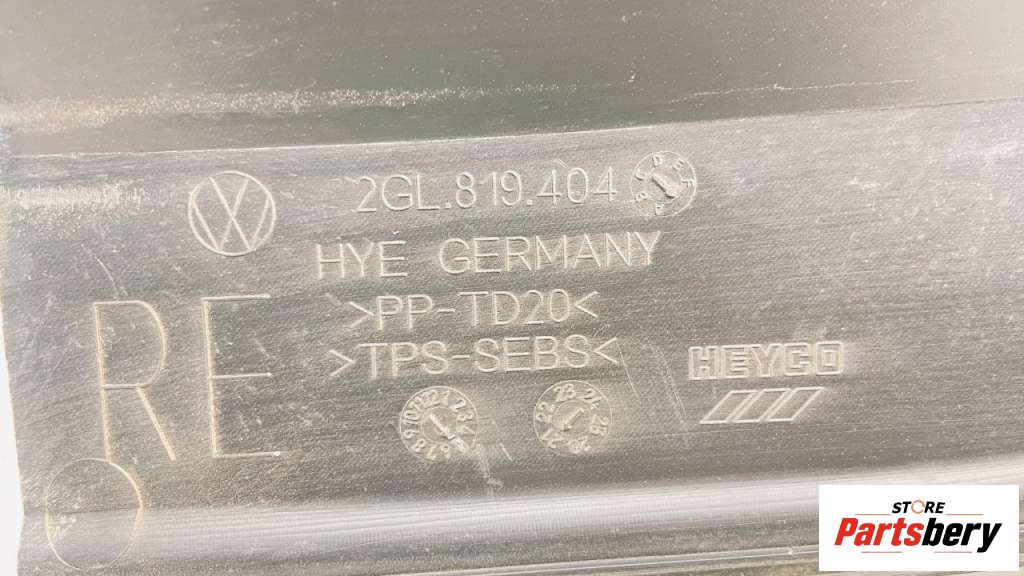 2GL.819.404
HYE GERMANY
>PP-TD20<
>TPS-SEBS<
RE
HEYCO
STORE
Partsbery